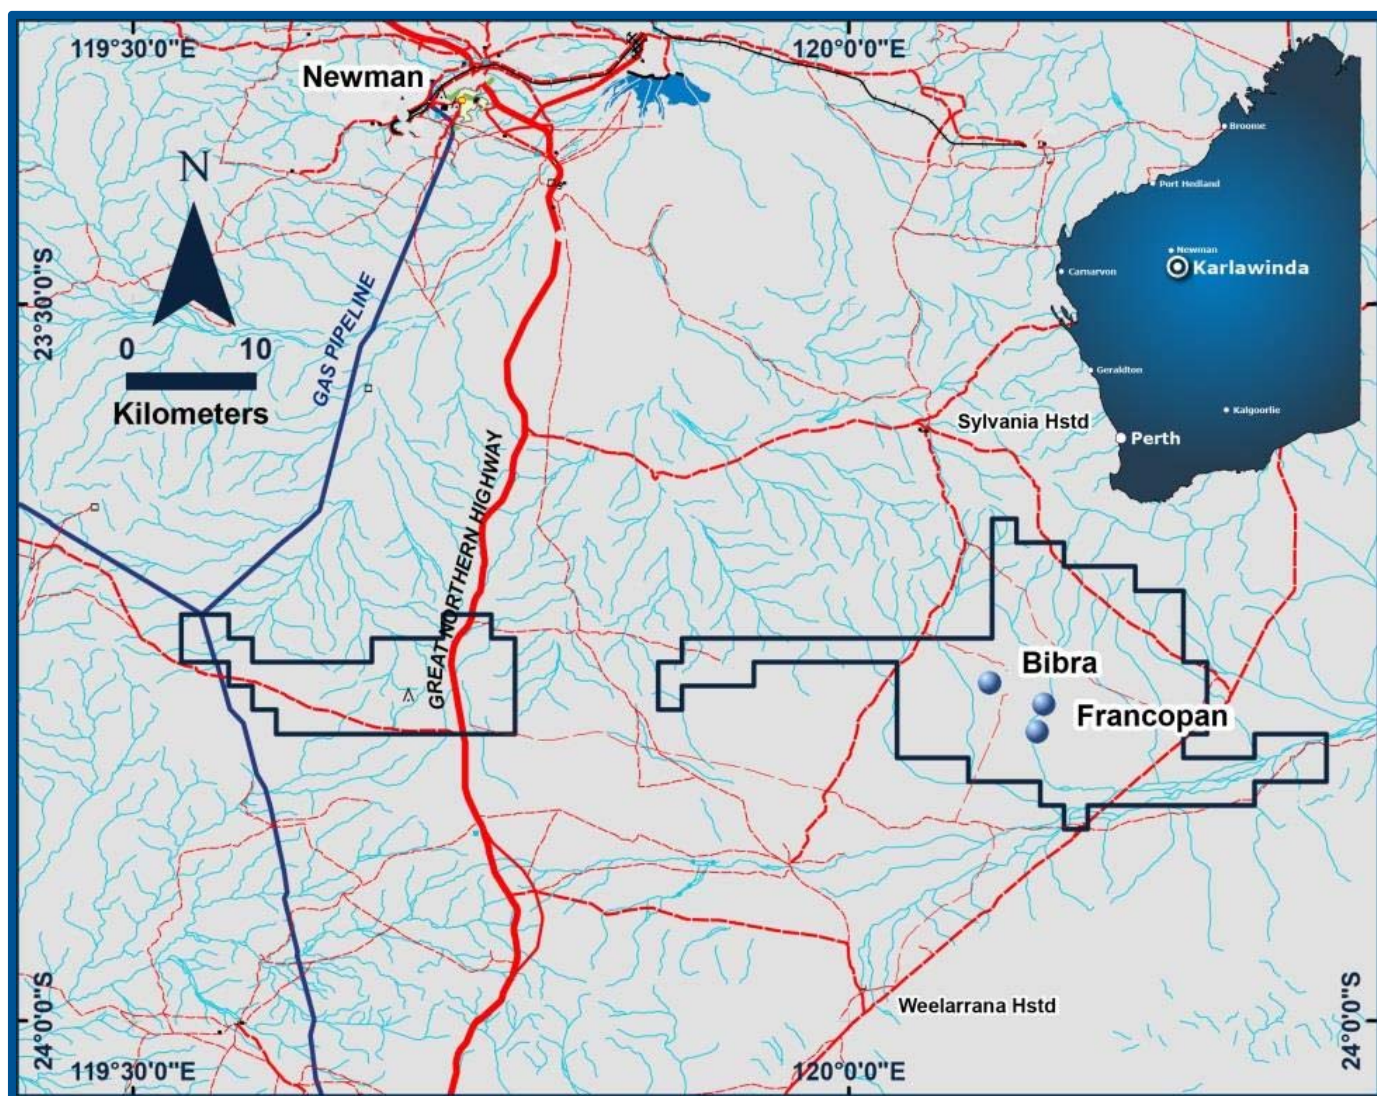 119°30'0"E
120°0'0"E
Newman
N
23°30'0"S
0 10
Kilometers
GAS PIPELINE
GREAT NORTHERN HIGHWAY
Broome
Port Hedland
Newman
Karlawinda
Carnarvon
Geraldton
Kalgoorlie
Perth
Sylvania Hstd
Bibra
Francopan
Weelarrana Hstd
24°0'0"S
24°0'0"S
119°30'0"E
120°0'0"E